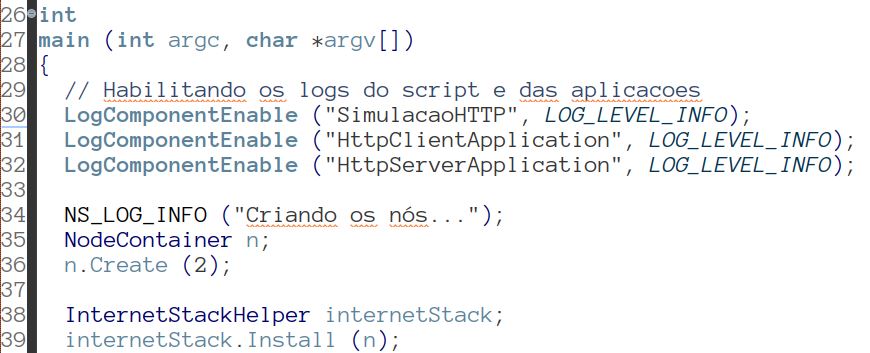 26 int
27 main (int argc, char *argv[])
28 {
29 // Habilitando os logs do script e das aplicacoes
30 LogComponentEnable ("SimulacaoHTTP", LOG_LEVEL_INFO);
31 LogComponentEnable ("HttpClientApplication", LOG_LEVEL_INFO);
32 LogComponentEnable ("HttpServerApplication", LOG_LEVEL_INFO);
33
34 NS_LOG_INFO ("Criando os nós...");
35 NodeContainer n;
36 n.Create (2);
37
38 InternetStackHelper internetStack;
39 internetStack.Install (n);